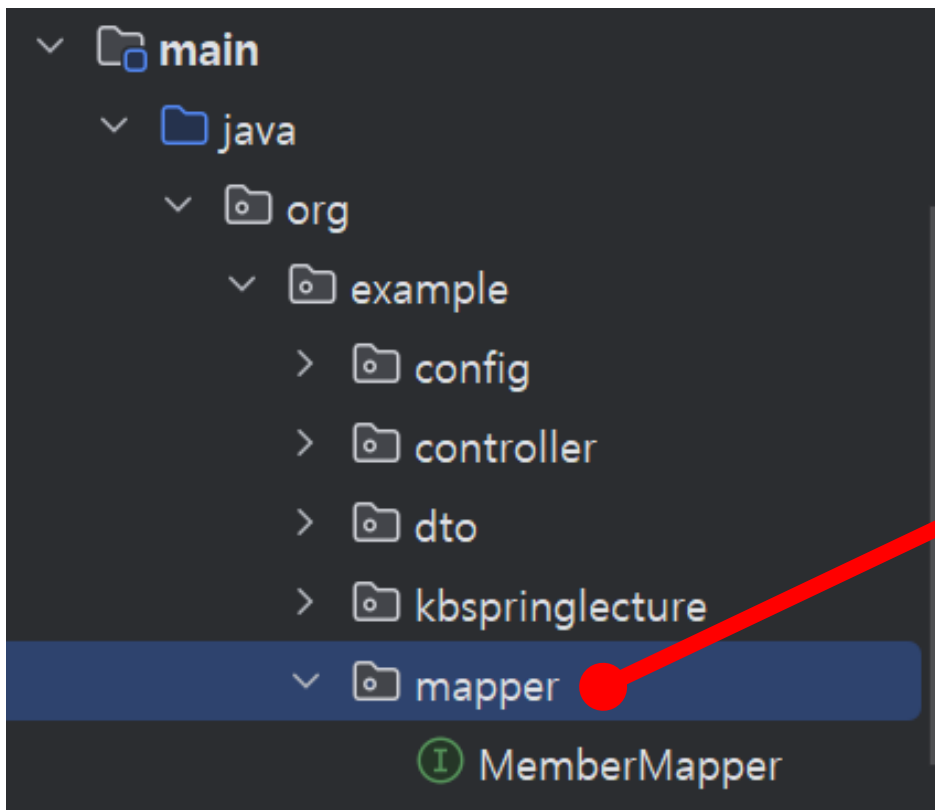 main
java
org
example
config
controller
dto
kbspringlecture
mapper
I MemberMapper